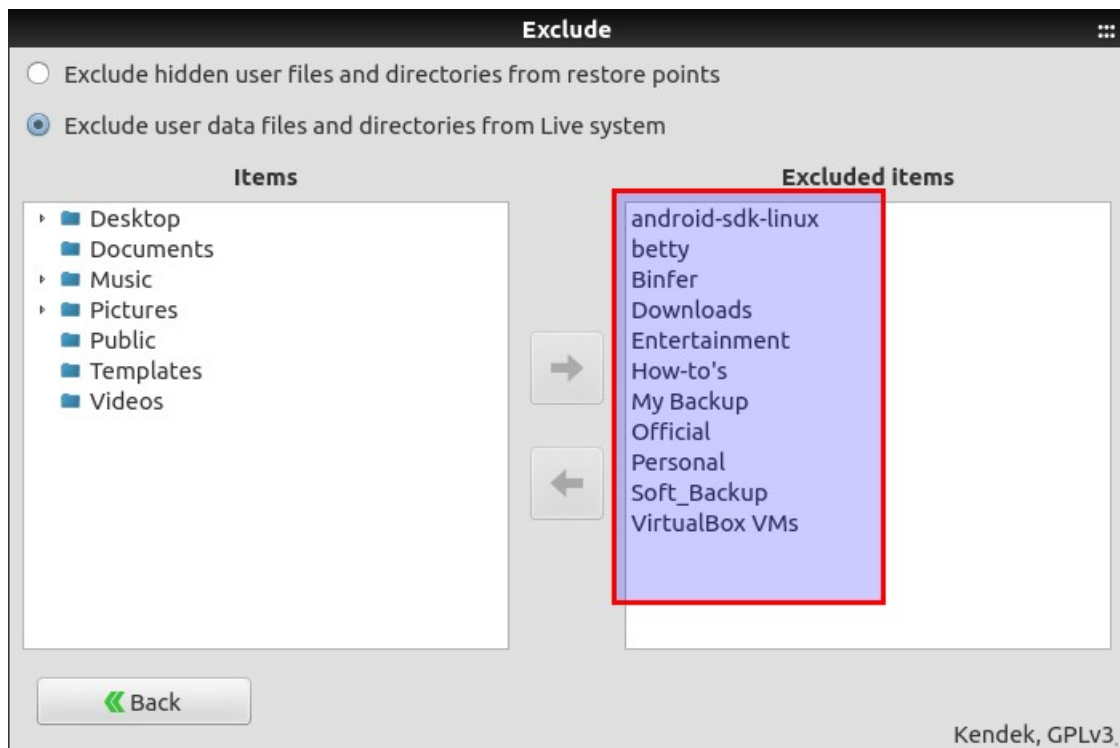 Exclude
Exclude hidden user files and directories from restore points
Exclude user data files and directories from Live system
Items
Desktop
Documents
Music
Pictures
Public
Templates
Videos
Excluded items
android-sdk-linux
betty
Binfer
Downloads
Entertainment
How-to's
My Backup
Official
Personal
Soft_Backup
VirtualBox VMs
Back
Kendek, GPLv3